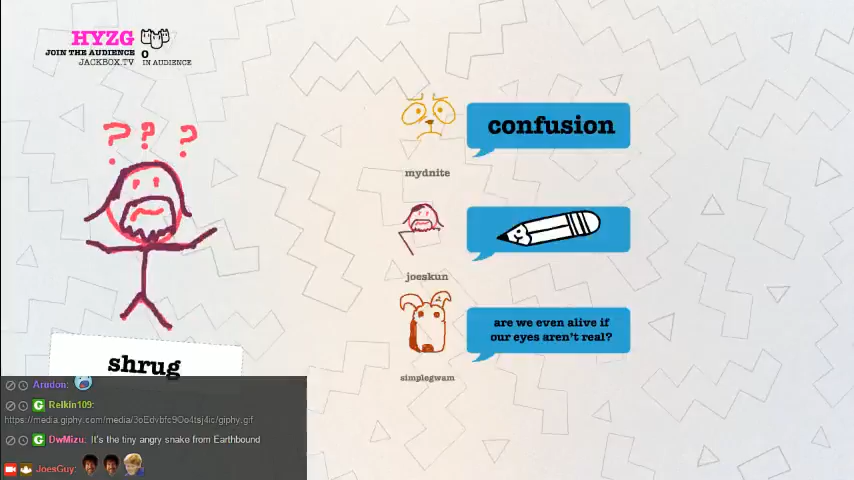 HYZG
JOIN THE AUDIENCE
JACKBOX.TV
0
IN AUDIENCE
? ? ?
shrug
confusion
mydnite
joeskun
are we even alive if
our eyes aren't real?
simplegwam
Arudon:
Relkin109:
https://media.giphy.com/media/3oEdvbfc9Oo4tsj4ic/giphy.gif
DwMizu: It's the tiny angry snake from Earthbound
JoesGuy: